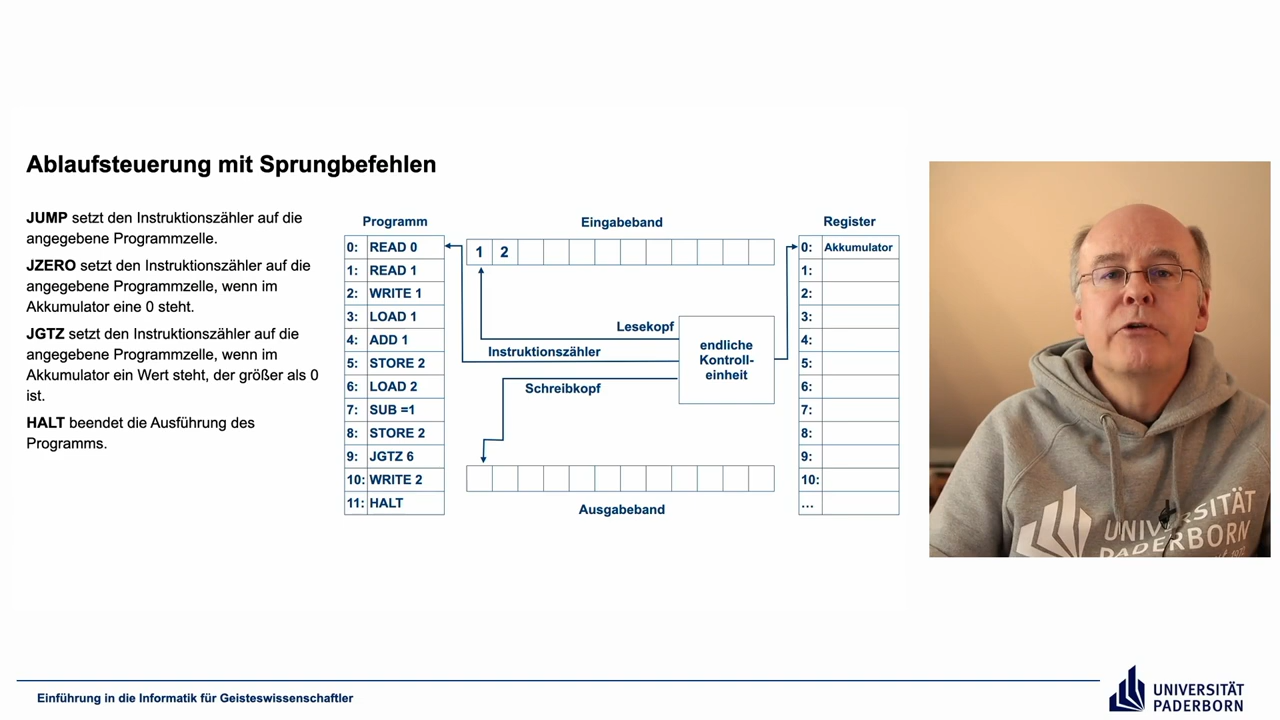 Ablaufsteuerung mit Sprungbefehlen
JUMP setzt den Instruktionszähler auf die
angegebene Programmzelle.
JZERO setzt den Instruktionszähler auf die
angegebene Programmzelle, wenn im
Akkumulator eine 0 steht.
JGTZ setzt den Instruktionszähler auf die
angegebene Programmzelle, wenn im
Akkumulator ein Wert steht, der größer als 0
ist.
HALT beendet die Ausführung des
Programms.
Programm
0: READ 0
1: READ 1
2: WRITE 1
3: LOAD 1
4: ADD 1
5: STORE 2
6: LOAD 2
7: SUB =1
8: STORE 2
9: JGTZ 6
10: WRITE 2
11: HALT
Eingabeband
1 2
Lesekopf
Instruktionszähler
Schreibkopf
endliche
Kontroll-
einheit
Ausgabeband
Register
0: Akkumulator
1:
2:
3:
4:
5:
6:
7:
8:
9:
10:
...
UNIVERSITÄT
PADERBORN
Einführung in die Informatik für Geisteswissenschaftler
UNIVERSITÄT
PADERBORN